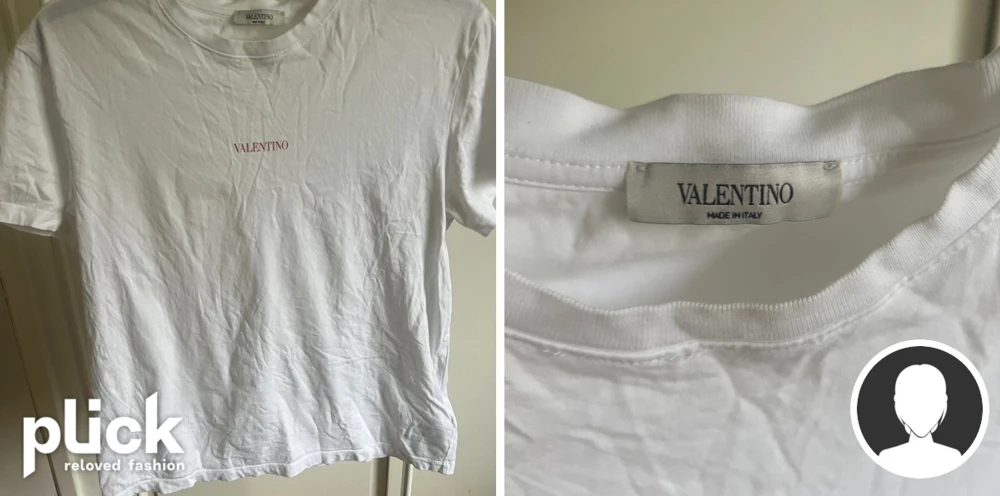 VALENTINO
VALENTINO
plick
reloved fashion
VALENTINO
MADE IN ITALY